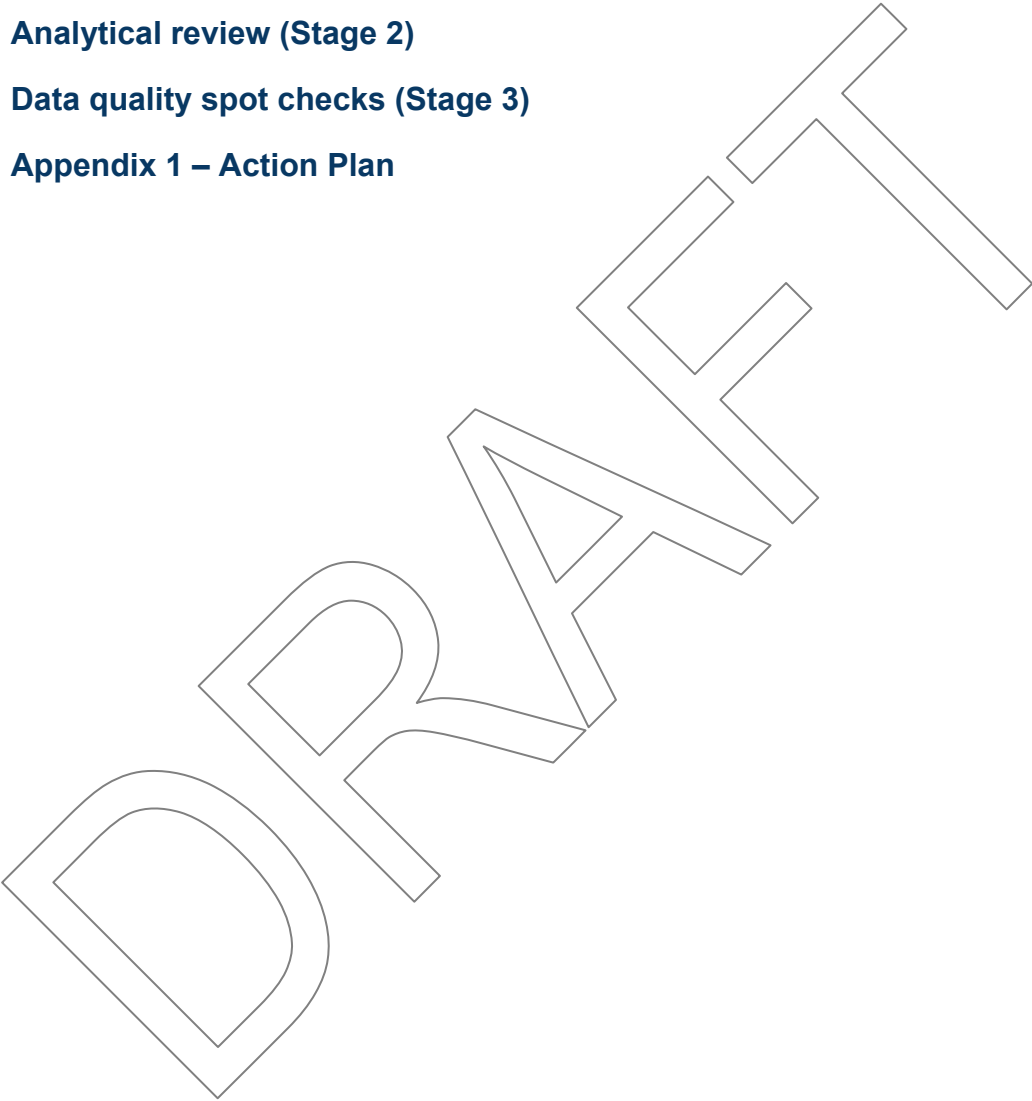 Analytical review (Stage 2)
Data quality spot checks (Stage 3)
Appendix 1 – Action Plan
DRAFT